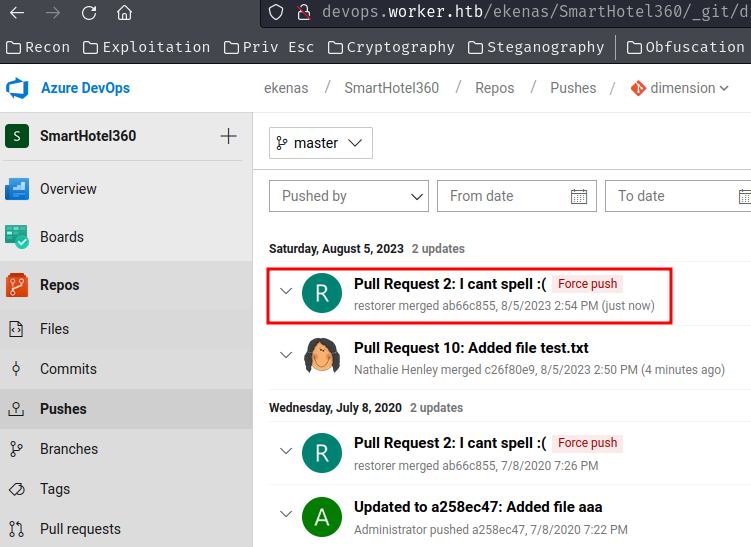 devops.worker.htb/ekenas/SmartHotel360/_git/d
Recon Exploitation Priv Esc Cryptography Steganography Obfuscation
Azure DevOps
ekenas / SmartHotel360 / Repos / Pushes / dimension
S SmartHotel360 +
master
Overview
Pushed by From date To date
Boards
Saturday, August 5, 2023 2 updates
Repos
R Pull Request 2: I cant spell :( Force push
restorer merged ab66c855, 8/5/2023 2:54 PM (just now)
Files
Pull Request 10: Added file test.txt
Nathalie Henley merged c26f80e9, 8/5/2023 2:50 PM (4 minutes ago)
Commits
Pushes
Wednesday, July 8, 2020 2 updates
Branches
R Pull Request 2: I cant spell :( Force push
restorer merged ab66c855, 7/8/2020 7:26 PM
Tags
A Updated to a258ec47: Added file aaa
Administrator pushed a258ec47, 7/8/2020 7:22 PM
Pull requests